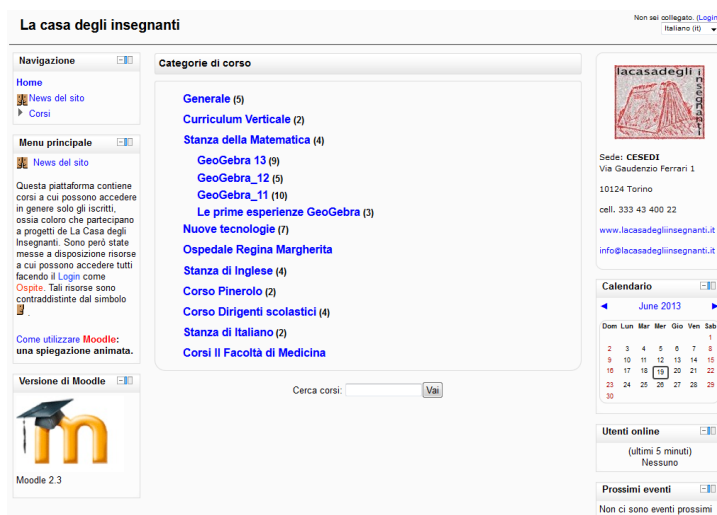 La casa degli insegnanti
Non sei collegato. (Login
Italiano (it)
Navigazione
Home
News del sito
Corsi
Menu principale
News del sito
Questa piattaforma contiene
corsi a cui possono accedere
in genere solo gli iscritti,
ossia coloro che partecipano
a progetti de La Casa degli
Insegnanti. Sono però state
messe a disposizione risorse
a cui possono accedere tutti
facendo il Login come
Ospite. Tali risorse sono
contraddistinte dal simbolo
.
Come utilizzare Moodle:
una spiegazione animata.
Versione di Moodle
m
Moodle 2.3
Categorie di corso
Generale (5)
Curriculum Verticale (2)
Stanza della Matematica (4)
GeoGebra 13 (9)
GeoGebra_12 (5)
GeoGebra_11 (10)
Le prime esperienze GeoGebra (3)
Nuove tecnologie (7)
Ospedale Regina Margherita
Stanza di Inglese (4)
Corso Pinerolo (2)
Corso Dirigenti scolastici (4)
Stanza di Italiano (2)
Corsi II Facoltà di Medicina
Cerca corsi:
Vai
lacasadegli
insegnanti
Sede: CESEDI
Via Gaudenzio Ferrari 1
10124 Torino
cell. 333 43 400 22
www.lacasadegliinsegnanti.it
info@lacasadegliinsegnanti.it
Calendario
June 2013
Dom Lun Mar Mer Gio Ven Sab
1
2 3 4 5 6 7 8
9 10 11 12 13 14 15
16 17 18 19 20 21 22
23 24 25 26 27 28 29
30
Utenti online
(ultimi 5 minuti)
Nessuno
Prossimi eventi
Non ci sono eventi prossimi